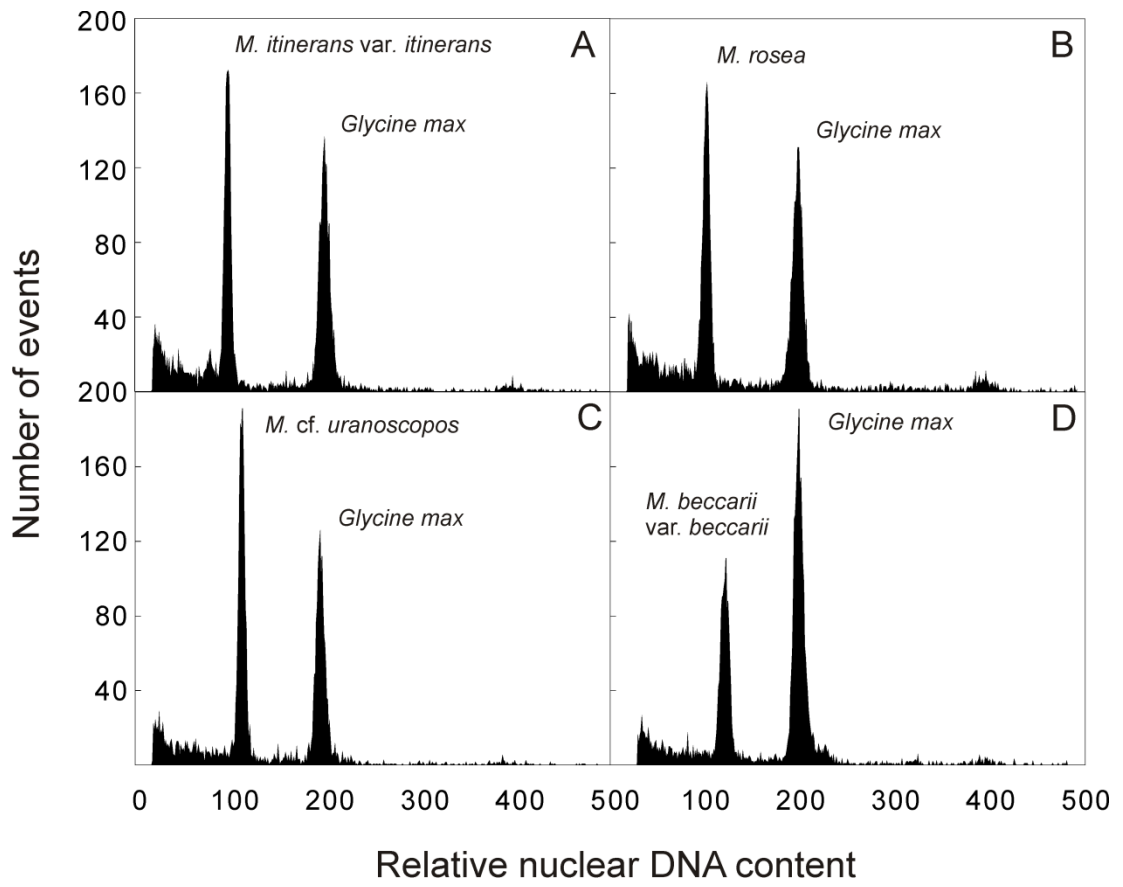 200
160
120
80
40
200
160
120
80
40
Number of events
M. itinerans var. itinerans
A
Glycine max
M. rosea
B
Glycine max
M. cf. uranoscopos
C
Glycine max
Glycine max
D
M. beccarii
var. beccarii
0 100 200 300 400 500 100 200 300 400 500
Relative nuclear DNA content